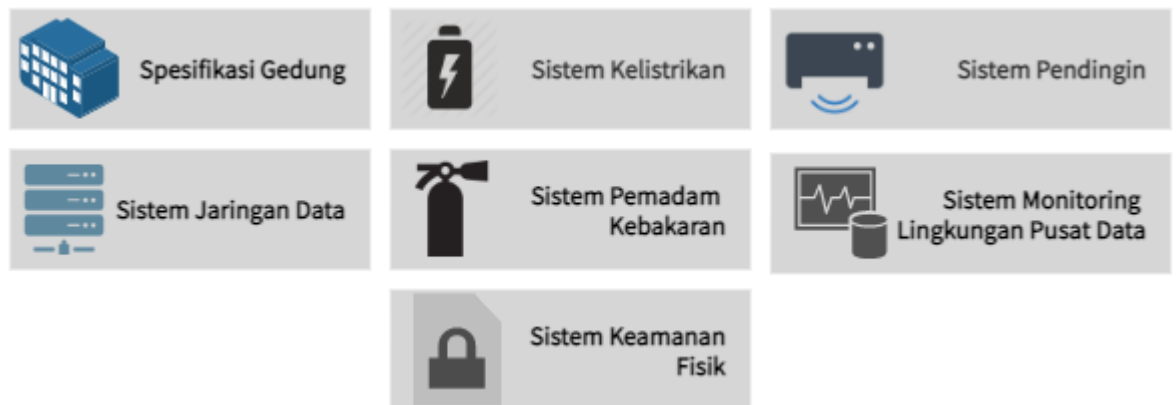 Spesifikasi Gedung
Sistem Kelistrikan
Sistem Pendingin
Sistem Jaringan Data
Sistem Pemadam
Kebakaran
Sistem Monitoring
Lingkungan Pusat Data
Sistem Keamanan
Fisik